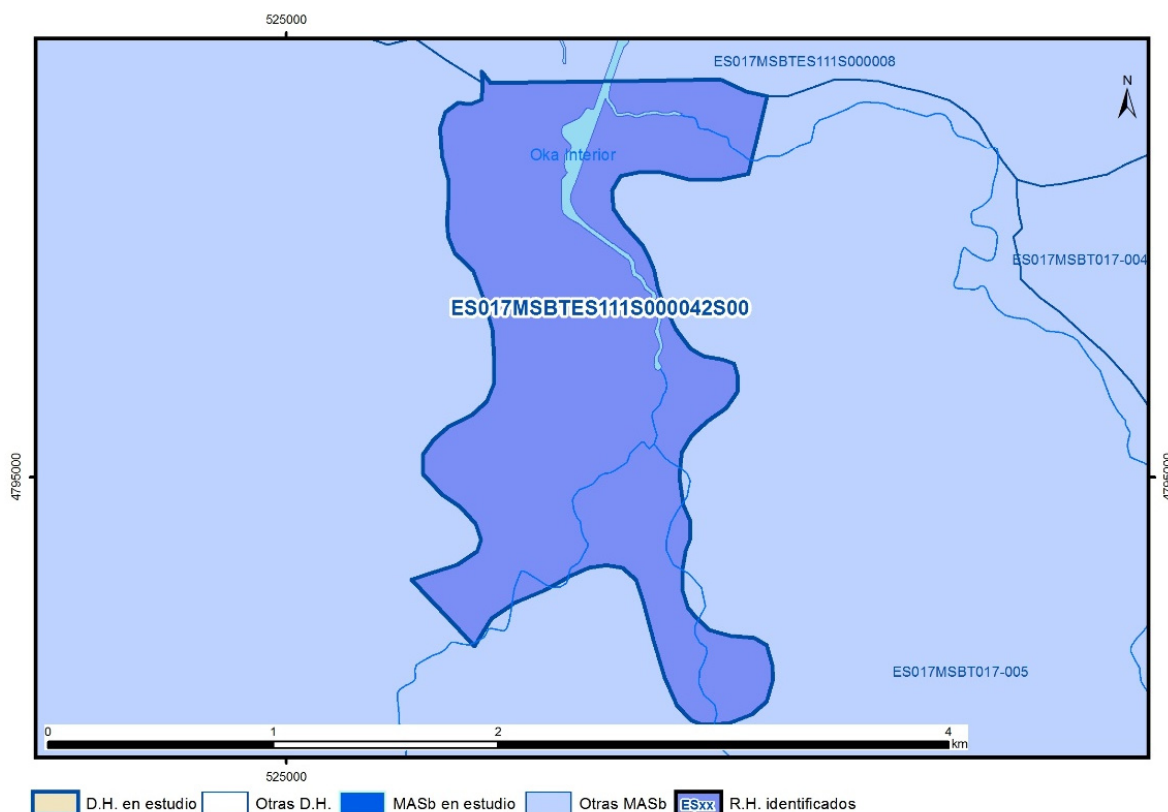 525000
ES017MSBTES111S000008
N
Oka Interior
ES017MSBT017-004
ES017MSBTES111S000042S00
4795000
4795000
ES017MSBT017-005
0 1 2 4
km
525000
D.H. en estudio Otras D.H. MASb en estudio Otras MASb ESxx R.H. identificados